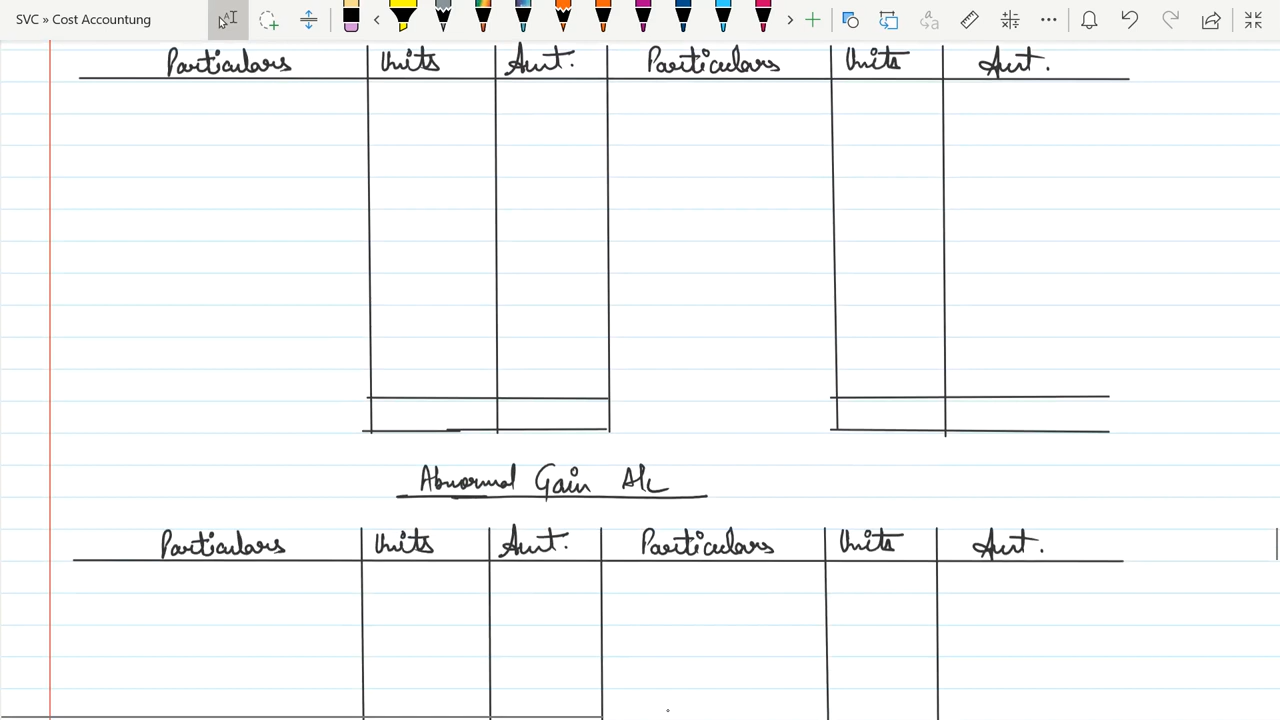 SVC » Cost Accountung
Particulars Units Amt. Particulars Units Amt.
Abnormal Gain A/c
Particulars Units Amt. Particulars Units Amt.